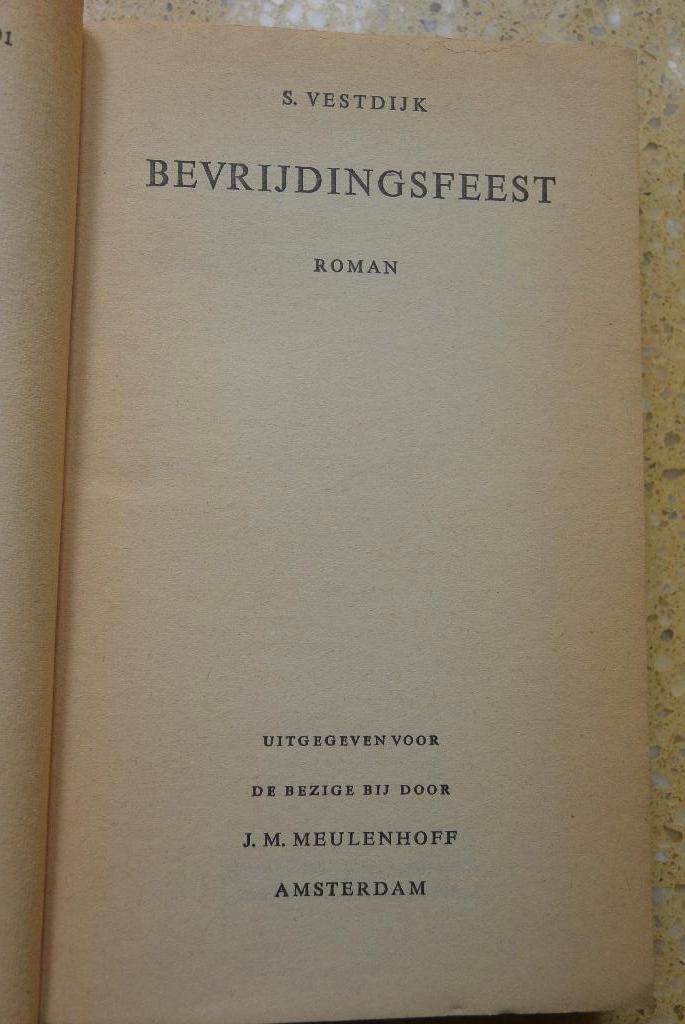 S. VESTDIJK
BEVRIJDINGSFEEST
ROMAN
UITGEGEVEN VOOR
DE BEZIGE BIJ DOOR
J. M. MEULENHOFF
AMSTERDAM